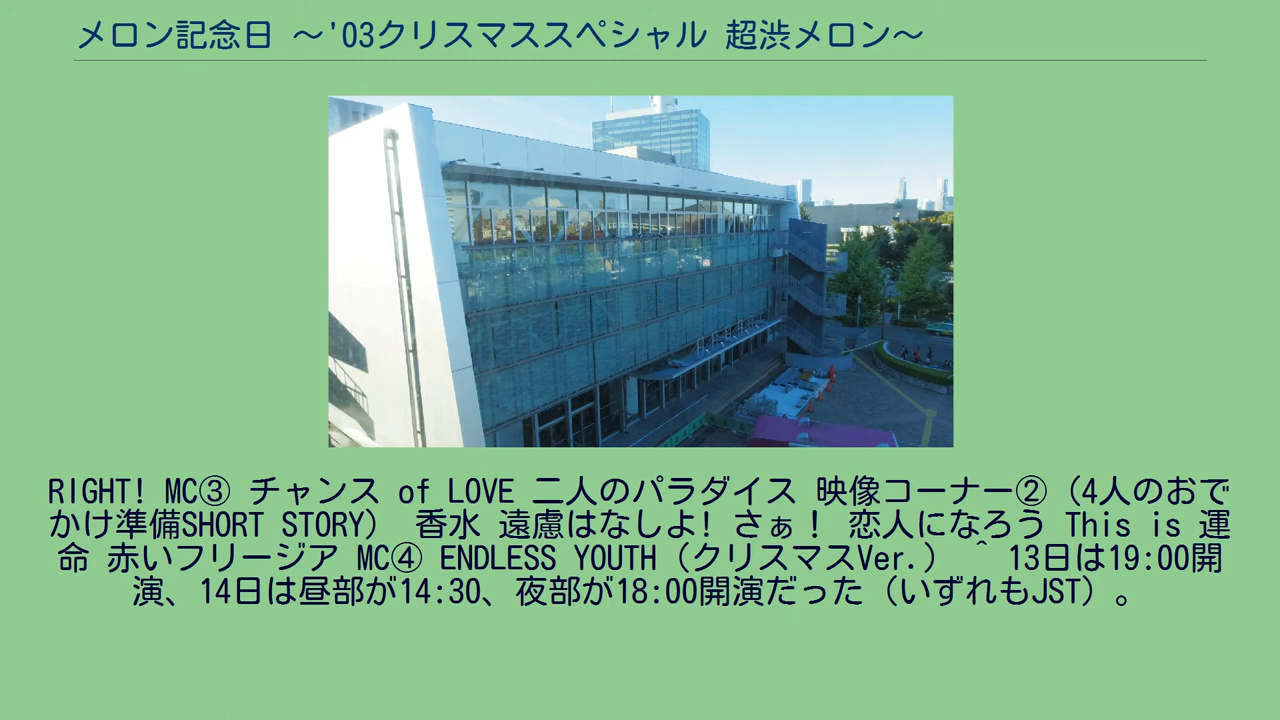 メロン記念日 〜'03クリスマススペシャル 超渋メロン〜
RIGHT! MC③ チャンス of LOVE 二人のパラダイス 映像コーナー②（4人のおで
かけ準備SHORT STORY） 香水 遠慮はなしよ! さぁ！ 恋人になろう This is 運
命 赤いフリージア MC④ ENDLESS YOUTH（クリスマスVer.） ^ 13日は19:00開
演、14日は昼部が14:30、夜部が18:00開演だった（いずれもJST）。